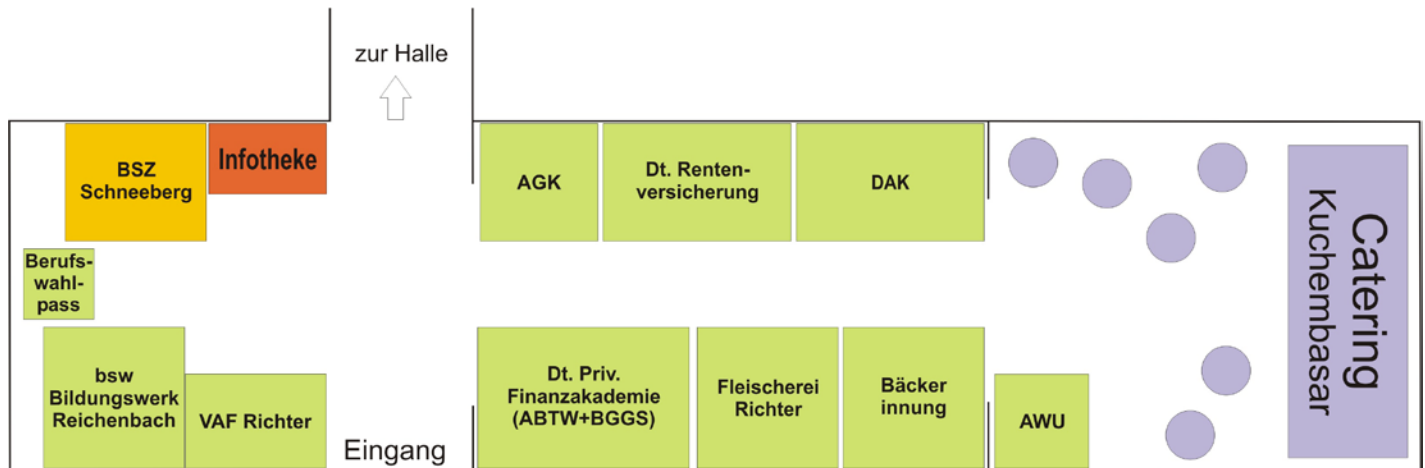 zur Halle
BSZ
Schneeberg
Infotheke
AGK
Dt. Renten-
versicherung
DAK
Berufs-
wahl-
pass
bsw
Bildungswerk
Reichenbach
VAF Richter
Eingang
Dt. Priv.
Finanzakademie
(ABTW+BGGS)
Fleischerei
Richter
Bäcker
innung
AWU
Catering
Kuchembasar